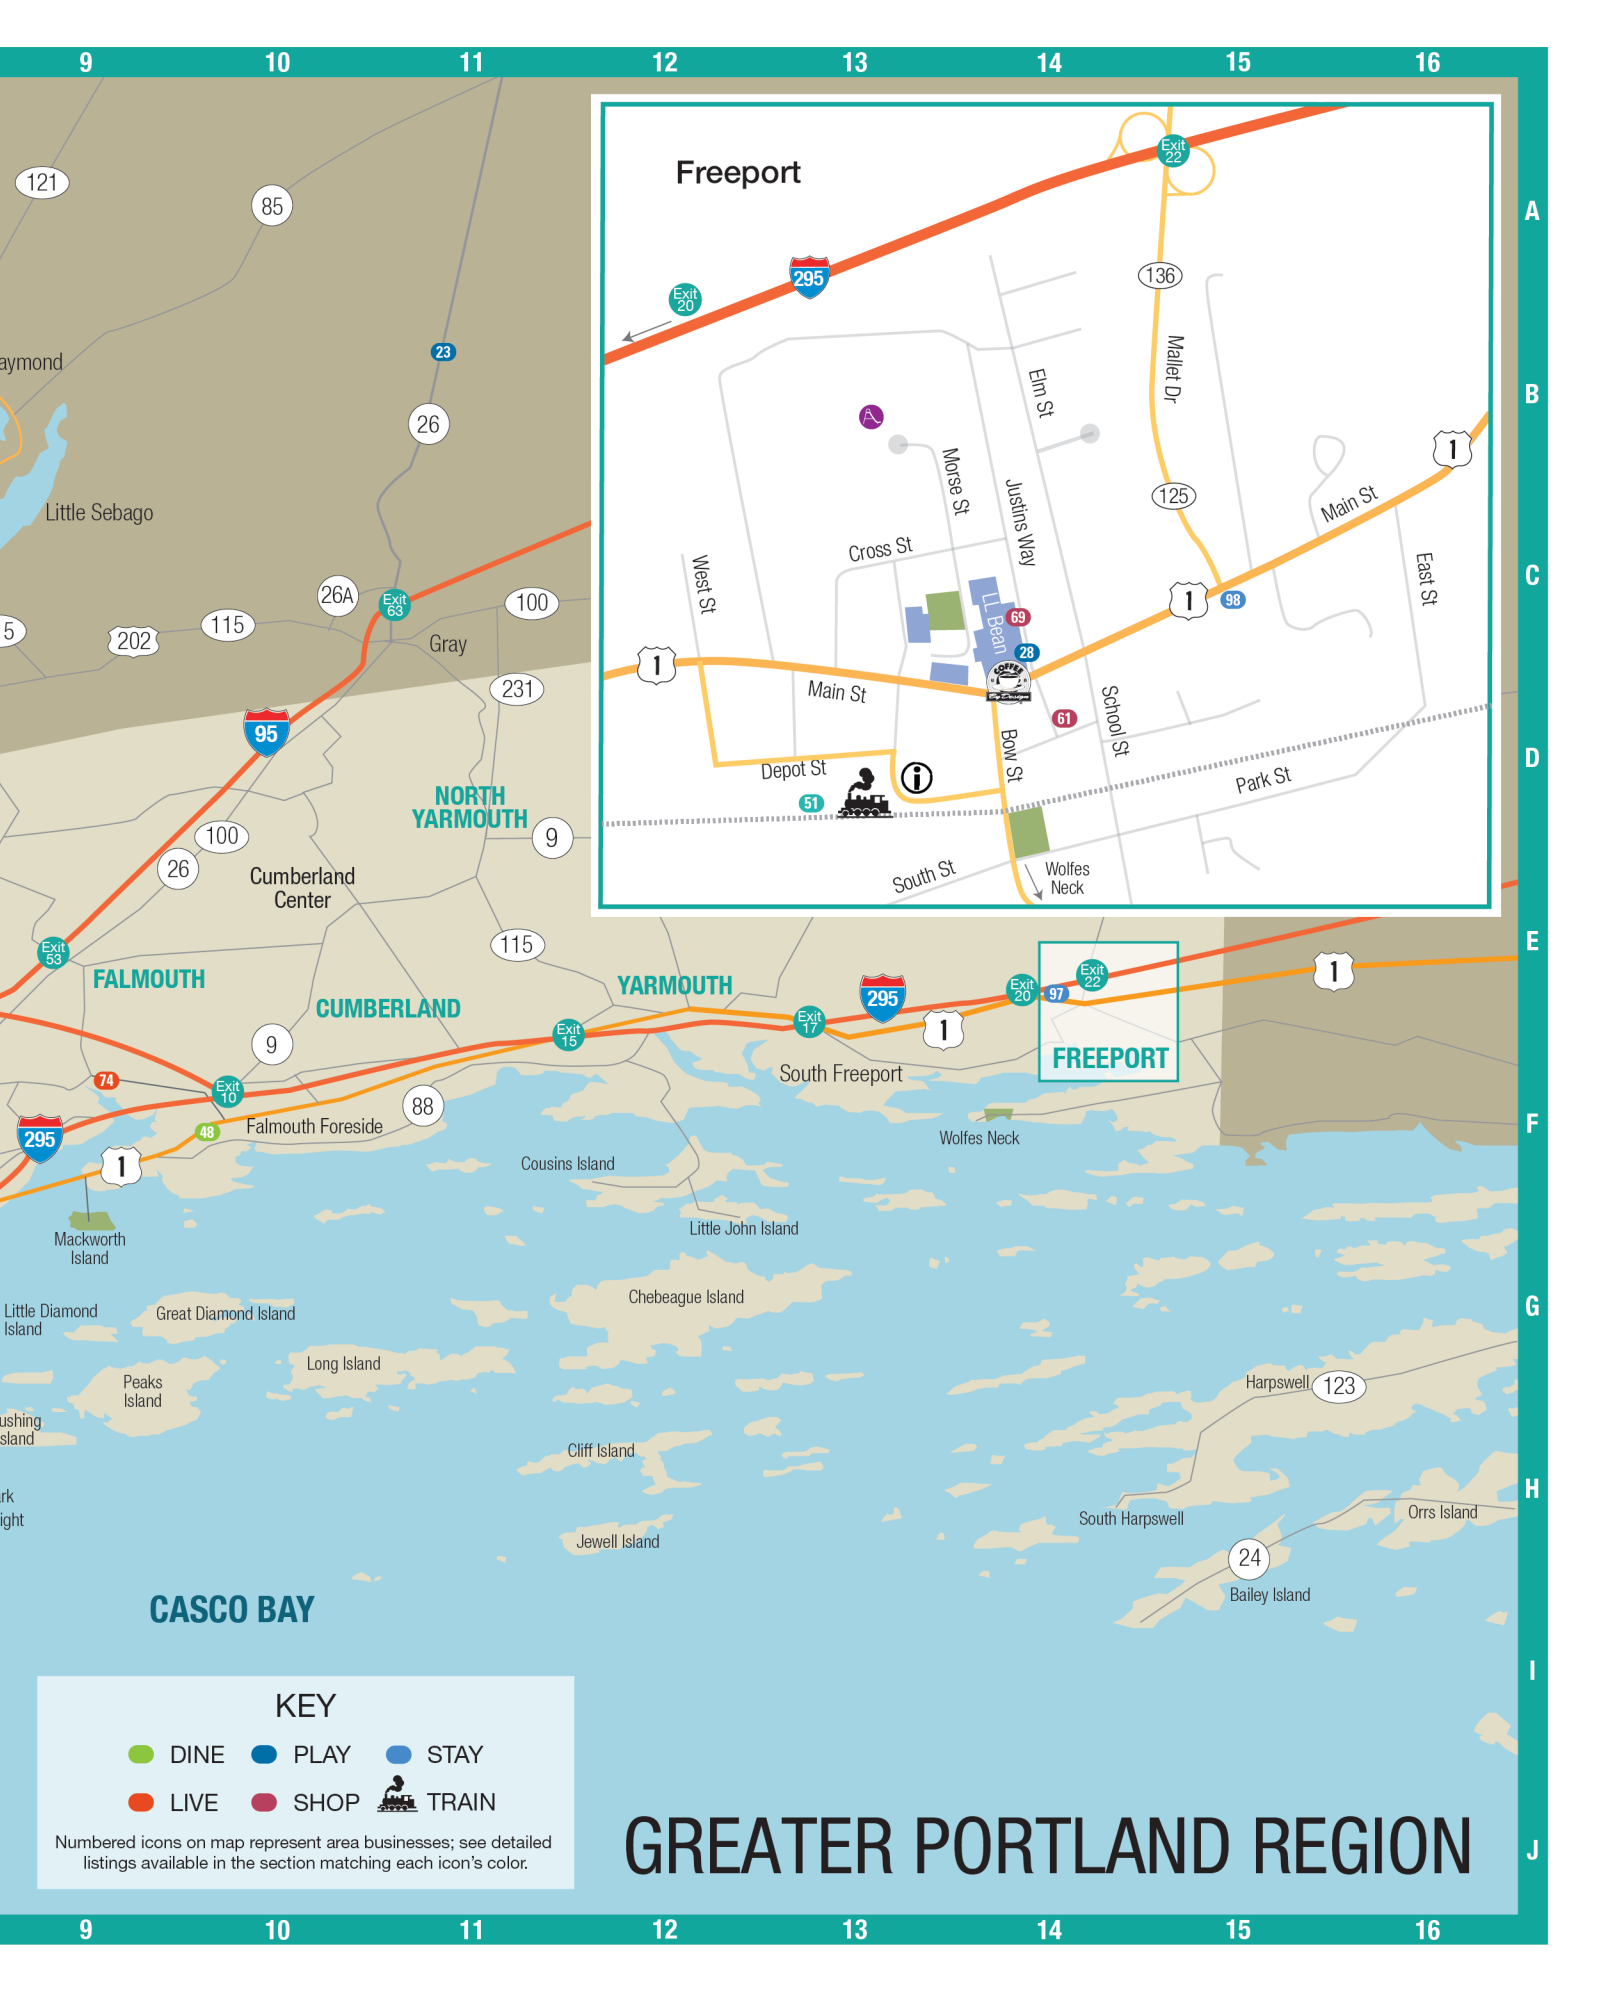 9 10 11 12 13 14 15 16
Freeport
Exit
22
A
121
85
295
136
Exit
20
23
aymond
Mallet Dr
Elm St
B
26
1
Morse St
Justins Way
125
Main St
Little Sebago
Cross St
West St
East St
C
26A
Exit
63
100
1
98
5
202
115
LL Bean
69
Gray
28
1
COFFEE
By Design
Main St
231
School St
61
95
Bow St
D
Depot St
Park St
NORTH
YARMOUTH
51
100
9
26
Cumberland
Center
South St
Wolfes
Neck
E
Exit
53
115
FALMOUTH
YARMOUTH
CUMBERLAND
295
Exit
20
97
Exit
22
1
Exit
17
1
Exit
15
9
FREEPORT
74
South Freeport
Exit
10
88
295
48
Falmouth Foreside
F
1
Wolfes Neck
Cousins Island
Little John Island
Mackworth
Island
Chebeague Island
G
Little Diamond
Island
Great Diamond Island
Long Island
Peaks
Island
Harpswell
123
ushing
sland
Cliff Island
H
rk
ight
Orrs Island
South Harpswell
Jewell Island
24
Bailey Island
CASCO BAY
I
KEY
DINE PLAY STAY
LIVE SHOP TRAIN
Numbered icons on map represent area businesses; see detailed
listings available in the section matching each icon's color.
GREATER PORTLAND REGION
J
9 10 11 12 13 14 15 16